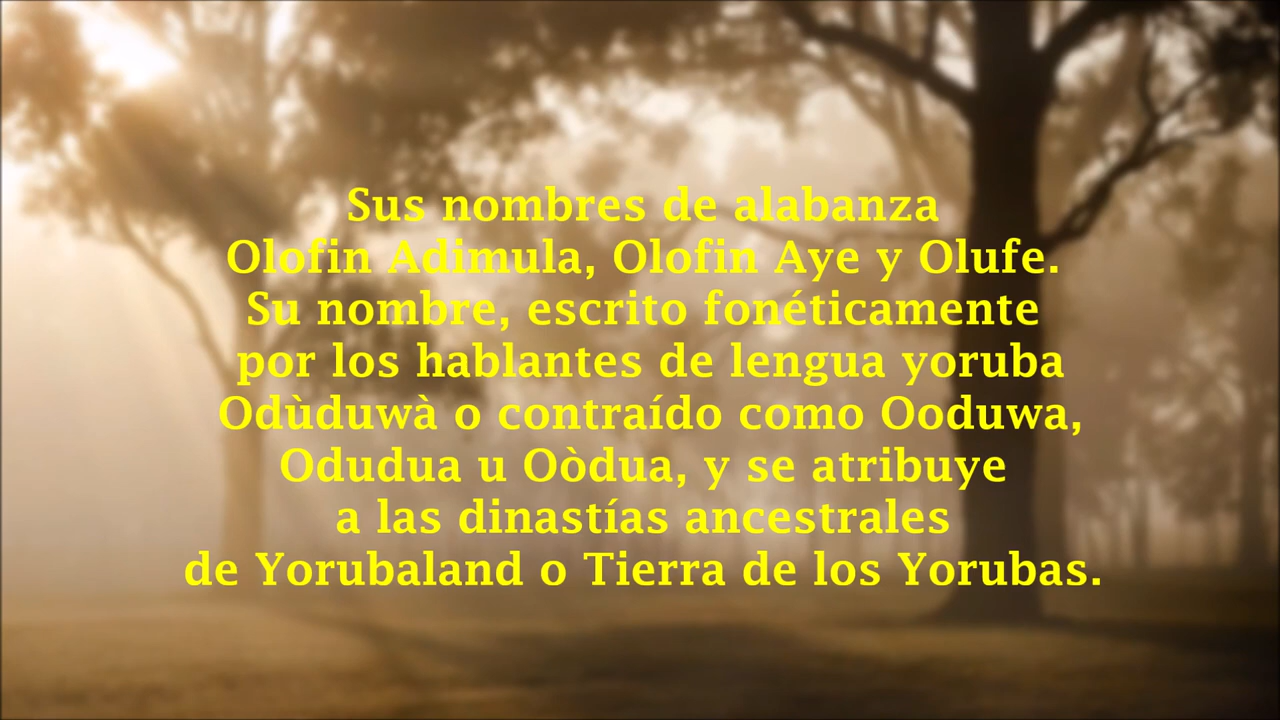 Sus nombres de alabanza
Olofin Adimula, Olofin Aye y Olufe.
Su nombre, escrito fonéticamente
por los hablantes de lengua yoruba
Odùduwà o contraído como Ooduwa,
Odudua u Oòdua, y se atribuye
a las dinastías ancestrales
de Yorubaland o Tierra de los Yorubas.